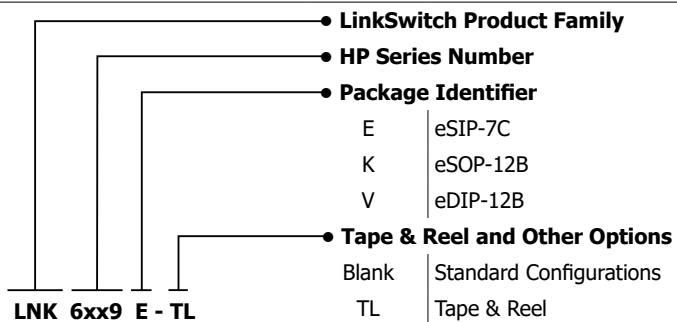 LinkSwitch Product Family
HP Series Number
Package Identifier
E eSIP-7C
K eSOP-12B
V eDIP-12B
Tape & Reel and Other Options
Blank Standard Configurations
TL Tape & Reel
LNK 6xx9 E - TL